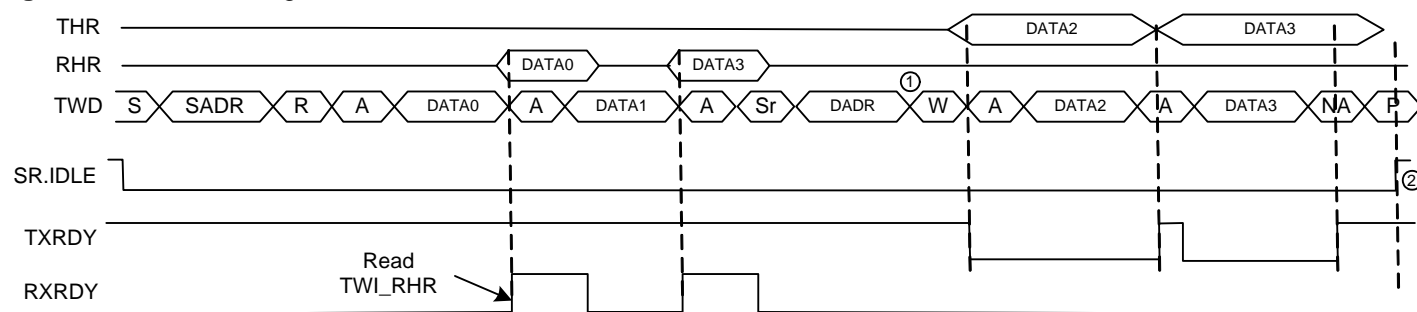 THR DATA2 DATA3
RHR DATA0 DATA3
①
TWD S SADR R A DATA0 A DATA1 A Sr DADR W A DATA2 A DATA3 NA P
SR.IDLE ②
TXRDY
Read
TWI_RHR
RXRDY